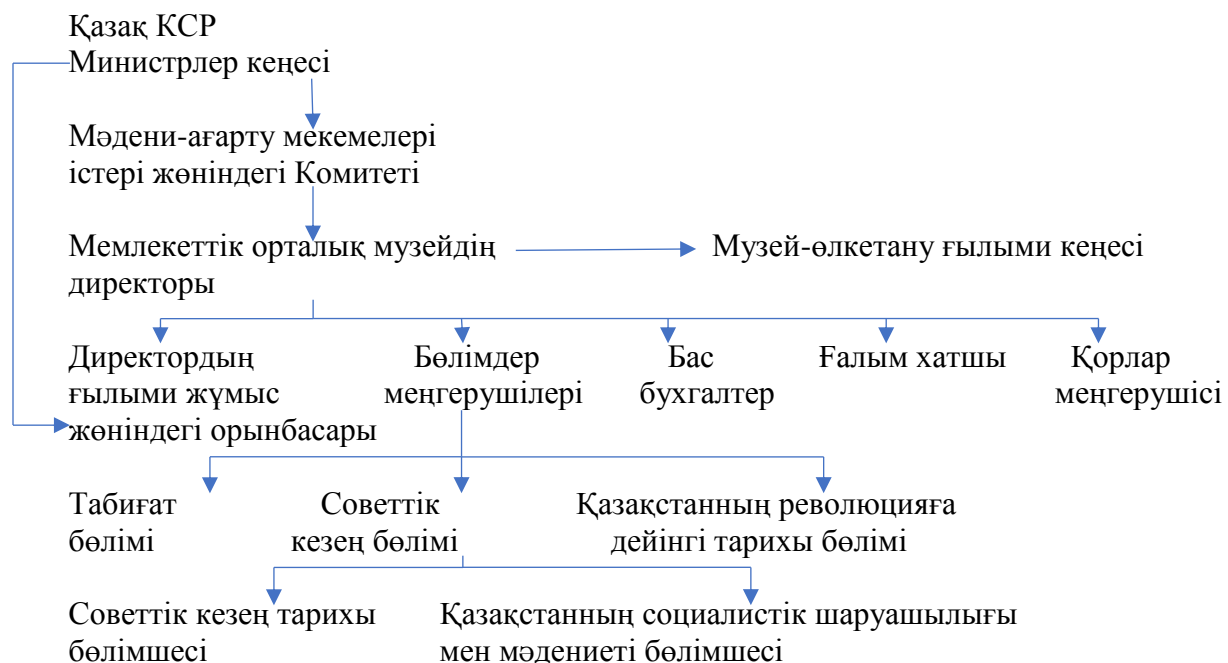 Қазақ КСР
Министрлер кеңесі
Мәдени-ағарту мекемелері
істері жөніндегі Комитеті
Мемлекеттік орталық музейдің
директоры
Музей-өлкетану ғылыми кеңесі
Директордың
ғылыми жұмыс
жөніндегі орынбасары
Бөлімдер
меңгерушілері
Бас
бухгалтер
Ғалым хатшы
Қорлар
меңгерушісі
Табиғат
бөлімі
Советтік
кезең бөлімі
Қазақстанның революцияға
дейінгі тарихы бөлімі
Советтік кезең тарихы
бөлімшесі
Қазақстанның социалистік шаруашылығы
мен мәдениеті бөлімшесі